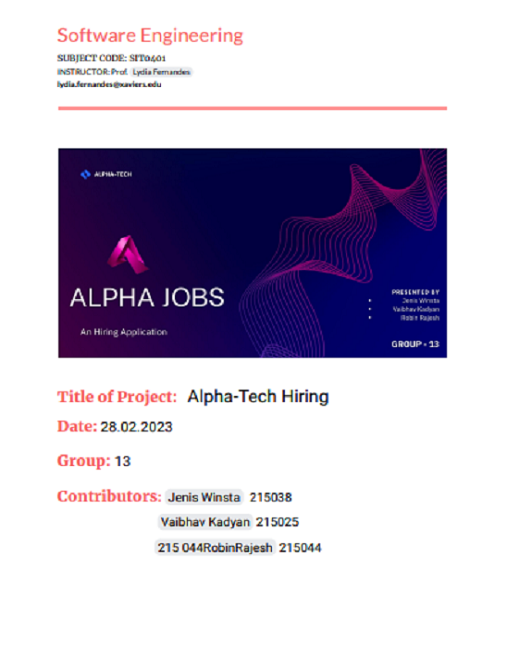 Software Engineering
SUBJECT CODE: SIT0401
INSTRUCTOR: Prof. Lydia Fernandes
lydia.fernandes@xaviers.edu
ALPHA-TECH
ALPHA JOBS
An Hiring Application
PRESENTED BY
Jenis Winsta
Vaibhav Kadyan
Robin Rajesh
GROUP - 13
Title of Project: Alpha-Tech Hiring
Date: 28.02.2023
Group: 13
Contributors: Jenis Winsta 215038
Vaibhav Kadyan 215025
215 044RobinRajesh 215044